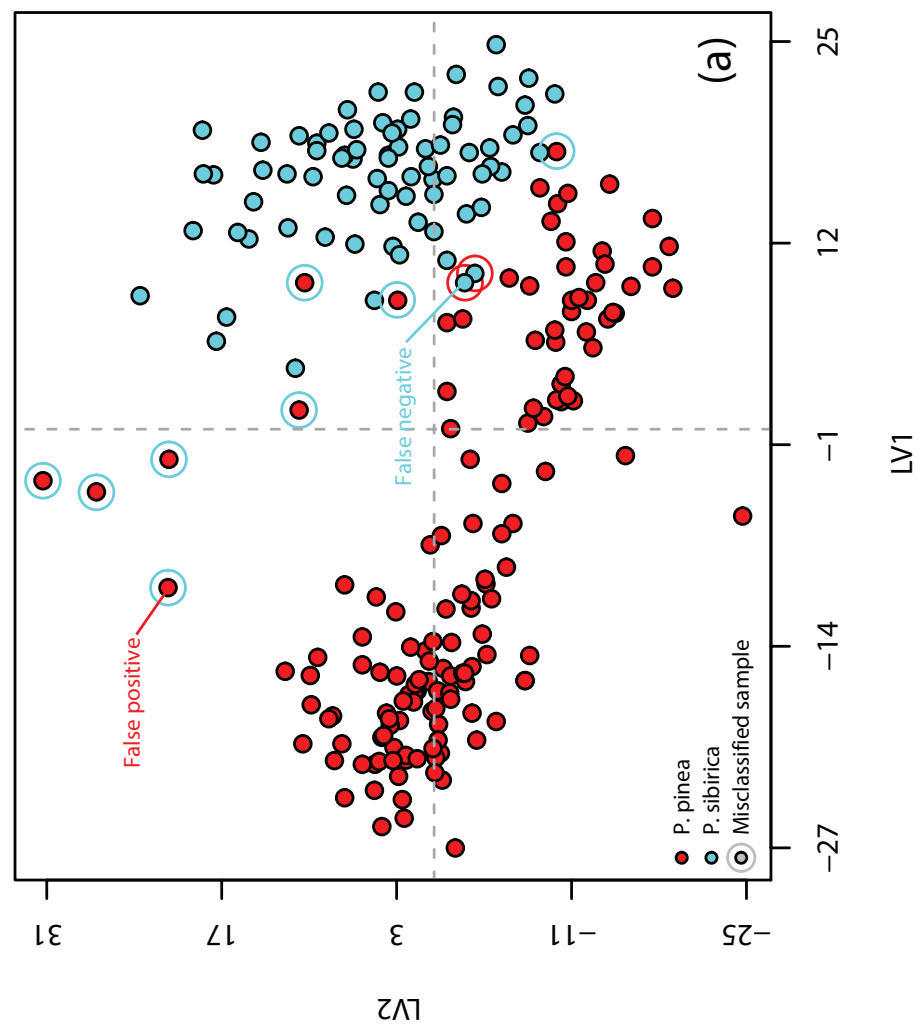 (a)
False positive
False negative
P. pinea
P. sibirica
Misclassified sample
31
17
3
−11
−25
LV2
−27
−14
−1
12
25
LV1